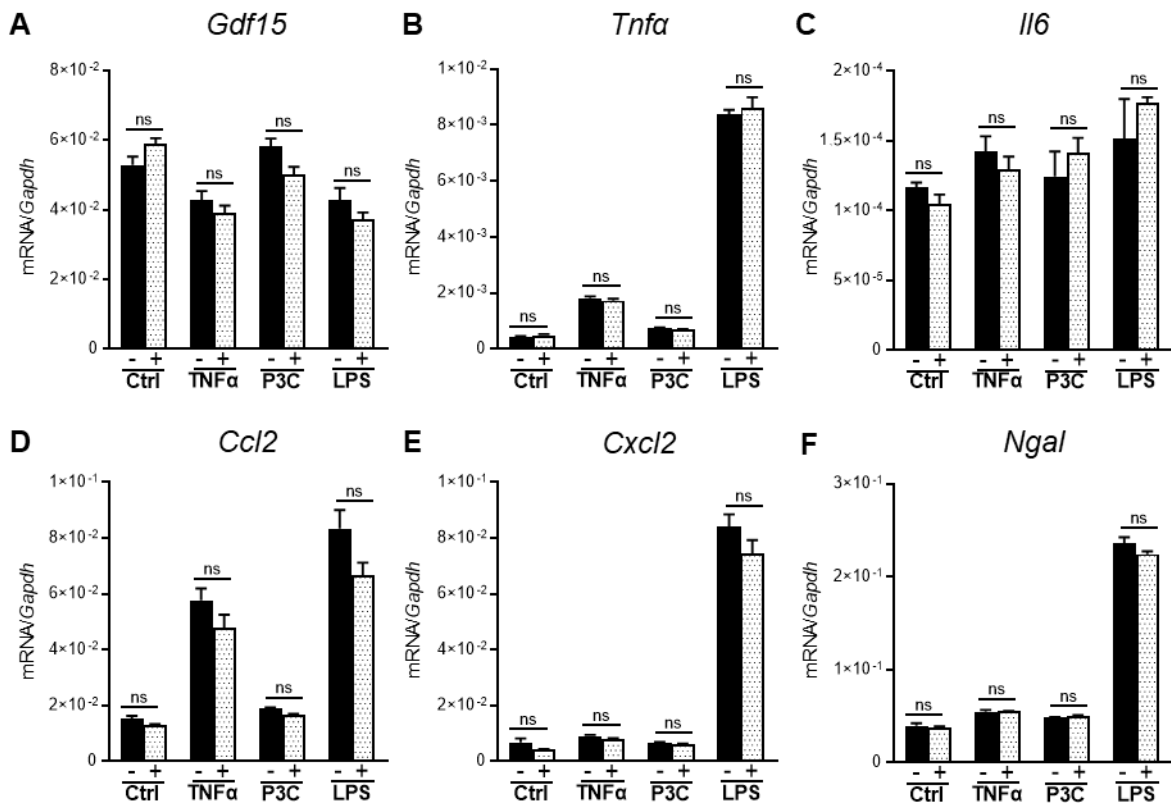 A Gdf15
8×10⁻²
6×10⁻²
4×10⁻²
2×10⁻²
0
mRNA/Gapdh
ns ns ns ns
- + - + - + - +
Ctrl TNFα P3C LPS
B Tnfα
1×10⁻²
8×10⁻³
6×10⁻³
4×10⁻³
2×10⁻³
0
mRNA/Gapdh
ns ns ns ns
- + - + - + - +
Ctrl TNFα P3C LPS
C Il6
2×10⁻⁴
1.5×10⁻⁴
1×10⁻⁴
5×10⁻⁵
0
mRNA/Gapdh
ns ns ns ns
- + - + - + - +
Ctrl TNFα P3C LPS
D Ccl2
1×10⁻¹
8×10⁻²
6×10⁻²
4×10⁻²
2×10⁻²
0
mRNA/Gapdh
ns ns ns ns
- + - + - + - +
Ctrl TNFα P3C LPS
E Cxcl2
1×10⁻¹
8×10⁻²
6×10⁻²
4×10⁻²
2×10⁻²
0
mRNA/Gapdh
ns ns ns ns
- + - + - + - +
Ctrl TNFα P3C LPS
F Ngal
3×10⁻¹
2×10⁻¹
1×10⁻¹
0
mRNA/Gapdh
ns ns ns ns
- + - + - + - +
Ctrl TNFα P3C LPS